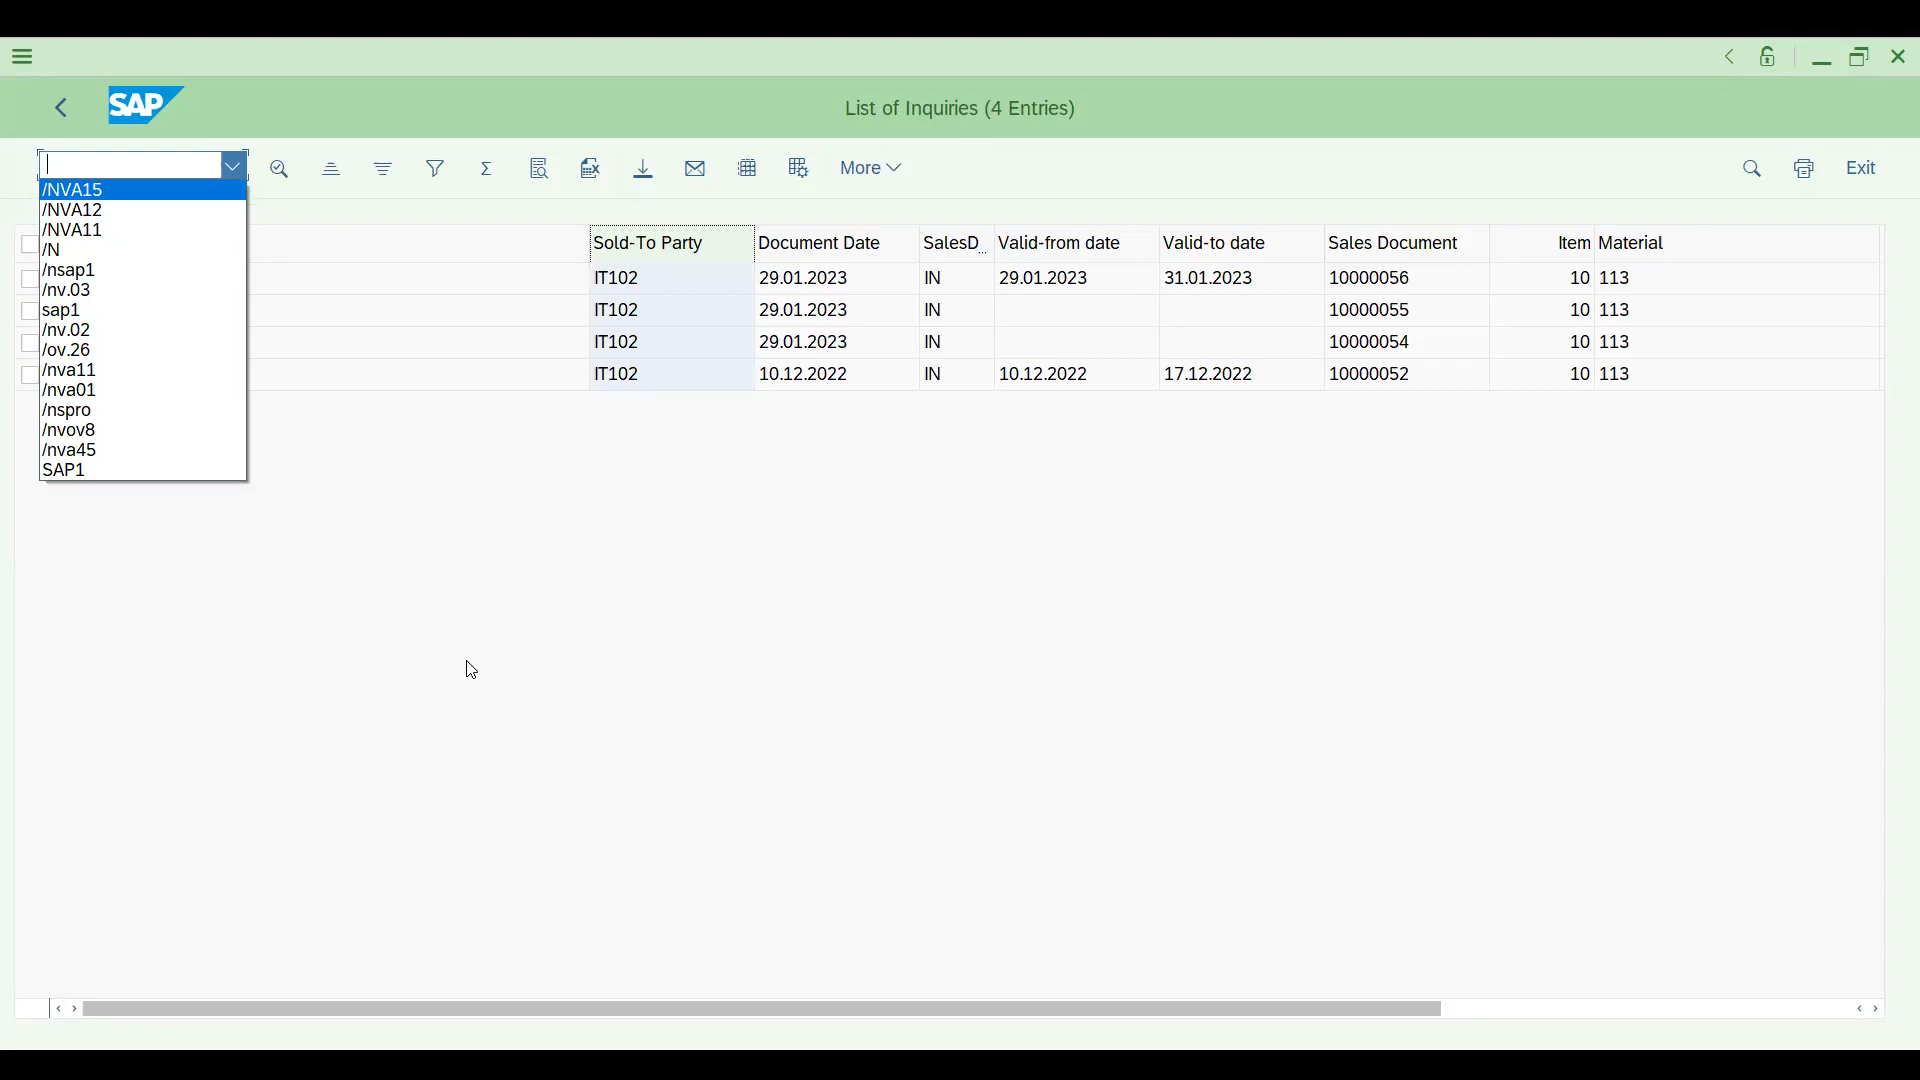 SAP
List of Inquiries (4 Entries)
More
Exit
/NVA15
/NVA12
/NVA11
/N
/nsap1
/nv.03
sap1
/nv.02
/ov.26
/nva11
/nva01
/nspro
/nvov8
/nva45
SAP1
Sold-To Party Document Date SalesD... Valid-from date Valid-to date Sales Document Item Material
IT102 29.01.2023 IN 29.01.2023 31.01.2023 10000056 10 113
IT102 29.01.2023 IN 10000055 10 113
IT102 29.01.2023 IN 10000054 10 113
IT102 10.12.2022 IN 10.12.2022 17.12.2022 10000052 10 113